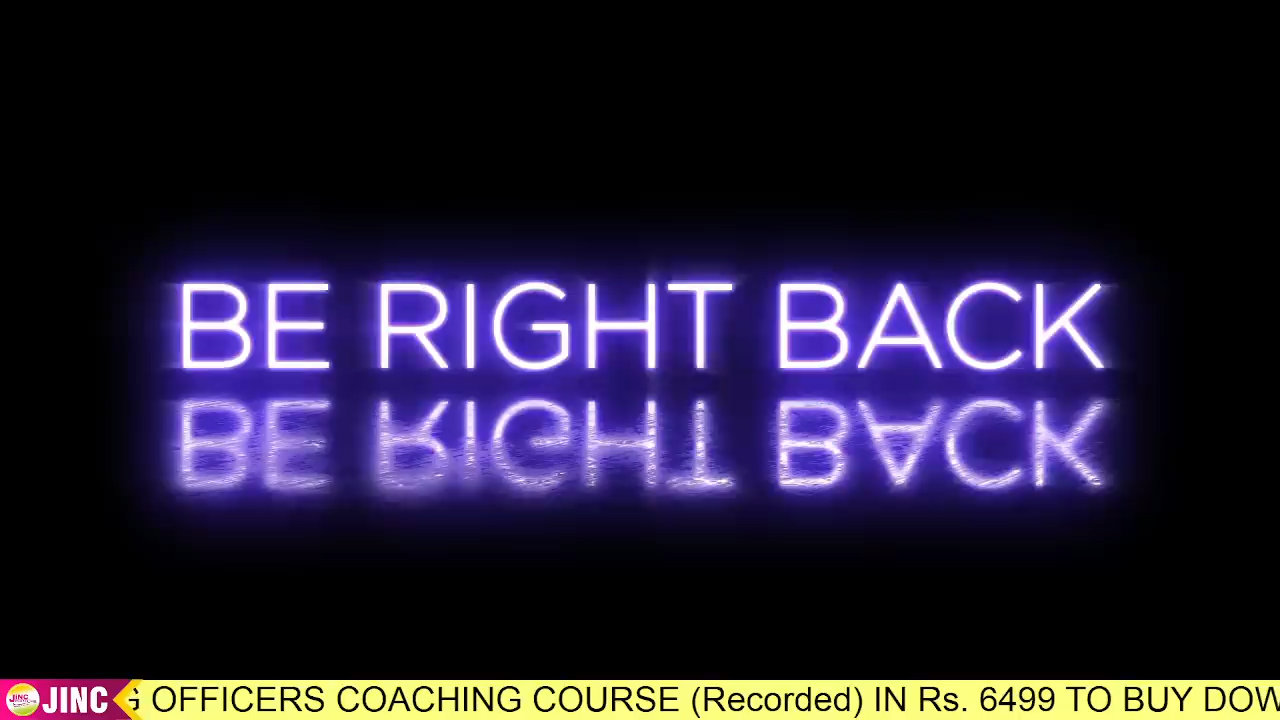 BE RIGHT BACK
JINC
OFFICERS COACHING COURSE (Recorded) IN Rs. 6499 TO BUY